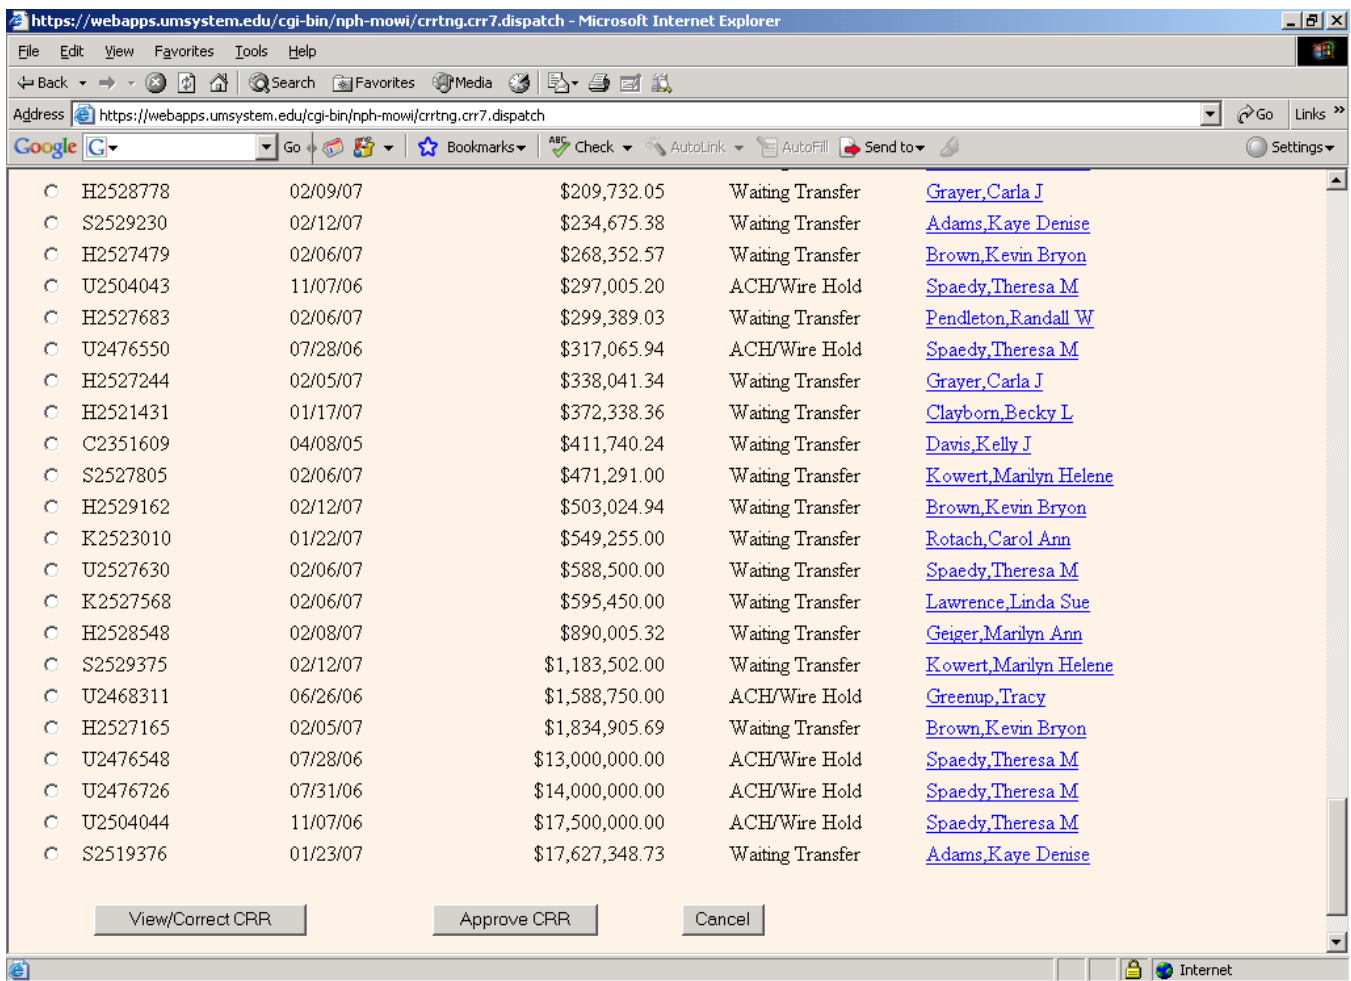 https://webapps.umsystem.edu/cgi-bin/nph-mowi/crrtng.crr7.dispatch - Microsoft Internet Explorer
File Edit View Favorites Tools Help
Back Search Favorites Media
Address https://webapps.umsystem.edu/cgi-bin/nph-mowi/crrtng.crr7.dispatch Go Links »
Google G Go Bookmarks ABC Check AutoLink AutoFill Send to Settings
H2528778 02/09/07 $209,732.05 Waiting Transfer Grayer,Carla J
S2529230 02/12/07 $234,675.38 Waiting Transfer Adams,Kaye Denise
H2527479 02/06/07 $268,352.57 Waiting Transfer Brown,Kevin Bryon
U2504043 11/07/06 $297,005.20 ACH/Wire Hold Spaedy,Theresa M
H2527683 02/06/07 $299,389.03 Waiting Transfer Pendleton,Randall W
U2476550 07/28/06 $317,065.94 ACH/Wire Hold Spaedy,Theresa M
H2527244 02/05/07 $338,041.34 Waiting Transfer Grayer,Carla J
H2521431 01/17/07 $372,338.36 Waiting Transfer Clayborn,Becky L
C2351609 04/08/05 $411,740.24 Waiting Transfer Davis,Kelly J
S2527805 02/06/07 $471,291.00 Waiting Transfer Kowert,Marilyn Helene
H2529162 02/12/07 $503,024.94 Waiting Transfer Brown,Kevin Bryon
K2523010 01/22/07 $549,255.00 Waiting Transfer Rotach,Carol Ann
U2527630 02/06/07 $588,500.00 Waiting Transfer Spaedy,Theresa M
K2527568 02/06/07 $595,450.00 Waiting Transfer Lawrence,Linda Sue
H2528548 02/08/07 $890,005.32 Waiting Transfer Geiger,Marilyn Ann
S2529375 02/12/07 $1,183,502.00 Waiting Transfer Kowert,Marilyn Helene
U2468311 06/26/06 $1,588,750.00 ACH/Wire Hold Greenup,Tracy
H2527165 02/05/07 $1,834,905.69 Waiting Transfer Brown,Kevin Bryon
U2476548 07/28/06 $13,000,000.00 ACH/Wire Hold Spaedy,Theresa M
U2476726 07/31/06 $14,000,000.00 ACH/Wire Hold Spaedy,Theresa M
U2504044 11/07/06 $17,500,000.00 ACH/Wire Hold Spaedy,Theresa M
S2519376 01/23/07 $17,627,348.73 Waiting Transfer Adams,Kaye Denise
View/Correct CRR Approve CRR Cancel
Internet